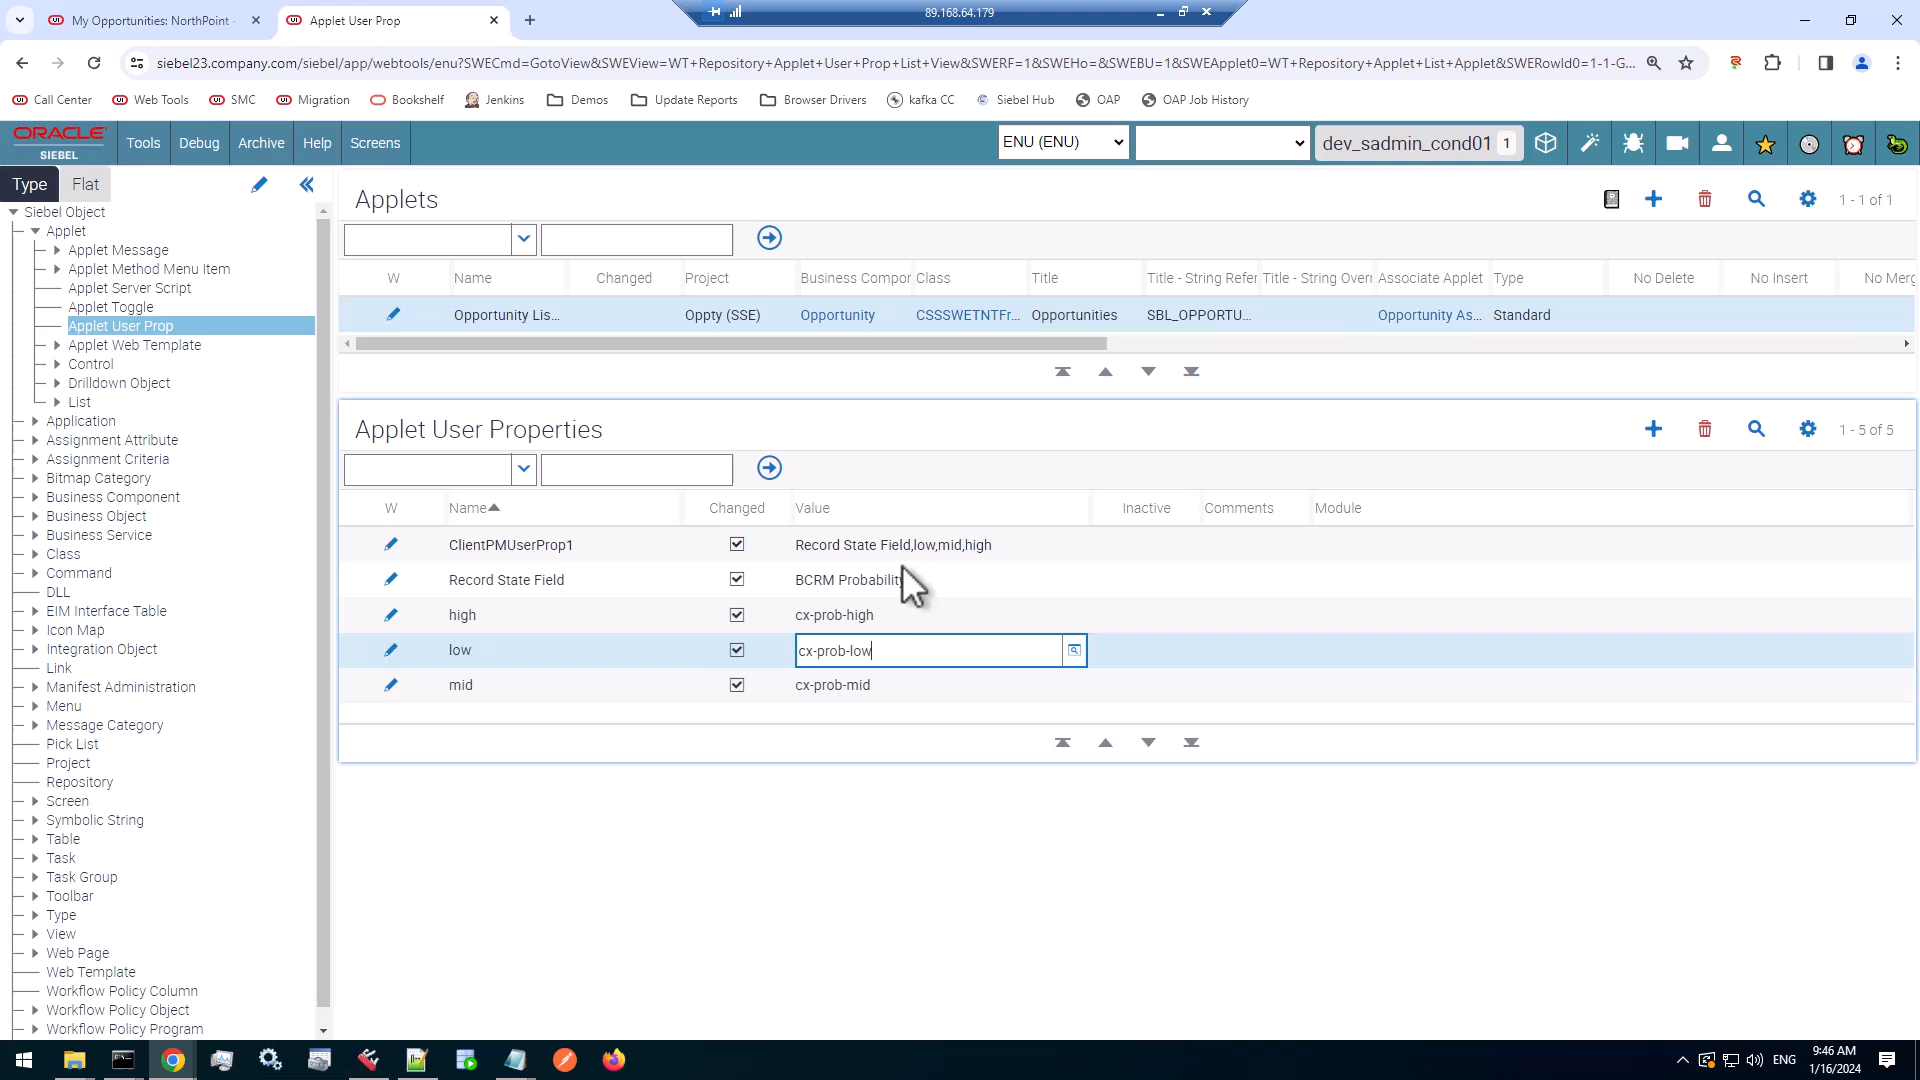 My Opportunities: NorthPoint
Applet User Prop
89.168.64.179
siebel23.company.com/siebel/app/webtools/enu?SWECmd=GotoView&SWEView=WT+Repository+Applet+User+Prop+List+View&SWERF=1&SWEHo=&SWEBU=1&SWEApplet0=WT+Repository+Applet+List+Applet&SWERowId0=1-1-G...
Call Center
Web Tools
SMC
Migration
Bookshelf
Jenkins
Demos
Update Reports
Browser Drivers
kafka CC
Siebel Hub
OAP
OAP Job History
ORACLE
SIEBEL
Tools
Debug
Archive
Help
Screens
ENU (ENU)
dev_sadmin_cond01 1
Type
Flat
Siebel Object
Applet
Applet Message
Applet Method Menu Item
Applet Server Script
Applet Toggle
Applet User Prop
Applet Web Template
Control
Drilldown Object
List
Application
Assignment Attribute
Assignment Criteria
Bitmap Category
Business Component
Business Object
Business Service
Class
Command
DLL
EIM Interface Table
Icon Map
Integration Object
Link
Manifest Administration
Menu
Message Category
Pick List
Project
Repository
Screen
Symbolic String
Table
Task
Task Group
Toolbar
Type
View
Web Page
Web Template
Workflow Policy Column
Workflow Policy Object
Workflow Policy Program
Applets
1 - 1 of 1
W Name Changed Project Business Compor Class Title Title - String Refer Title - String Overr Associate Applet Type No Delete No Insert No Merg
Opportunity Lis... Oppty (SSE) Opportunity CSSSWETNTFr... Opportunities SBL_OPPORTU... Opportunity As... Standard
Applet User Properties
1 - 5 of 5
W Name Changed Value Inactive Comments Module
ClientPMUserProp1 Record State Field,low,mid,high
Record State Field BCRM Probability
high cx-prob-high
low cx-prob-low
mid cx-prob-mid
ENG
9:46 AM
1/16/2024